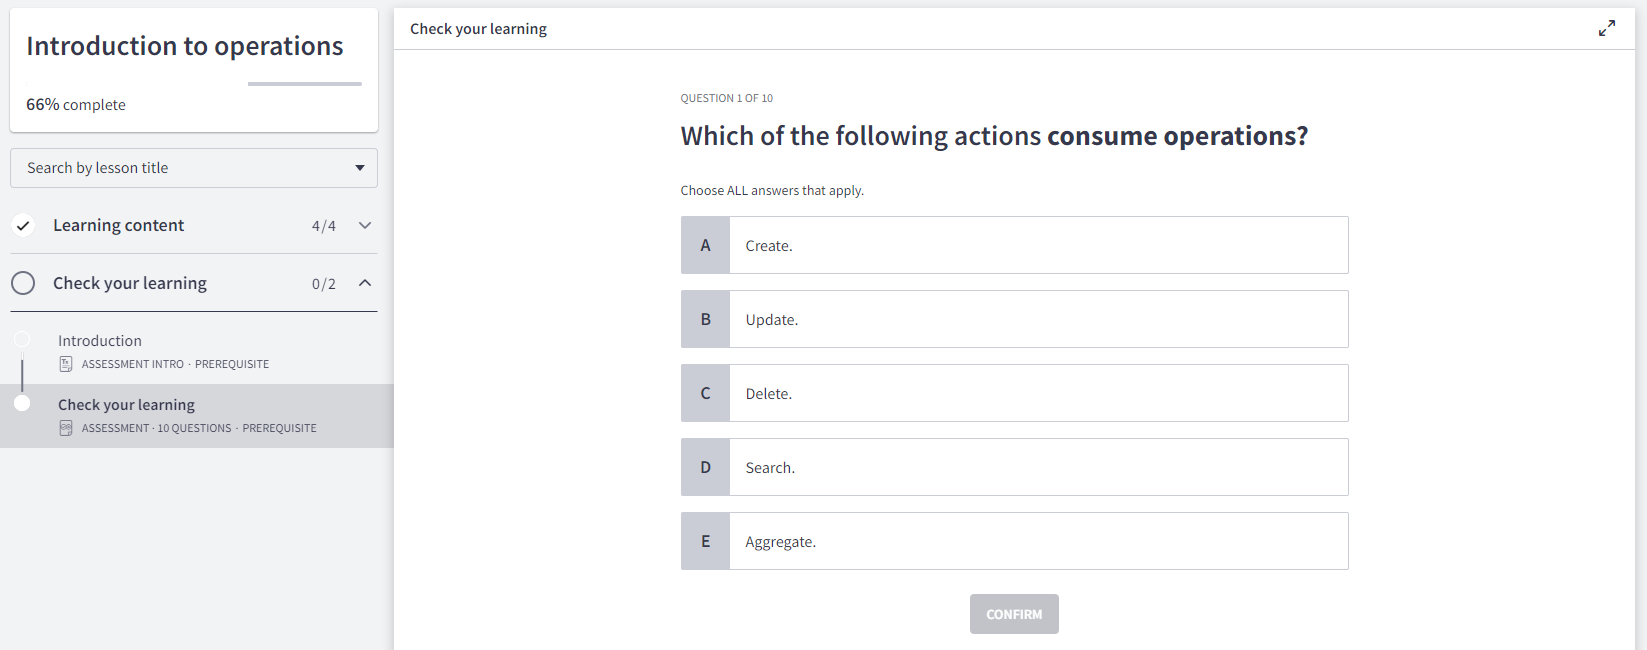 Introduction to operations
66% complete
Search by lesson title
Learning content 4/4
Check your learning 0/2
Introduction
ASSESSMENT INTRO · PREREQUISITE
Check your learning
ASSESSMENT · 10 QUESTIONS · PREREQUISITE
Check your learning
QUESTION 1 OF 10
Which of the following actions consume operations?
Choose ALL answers that apply.
A Create.
B Update.
C Delete.
D Search.
E Aggregate.
CONFIRM